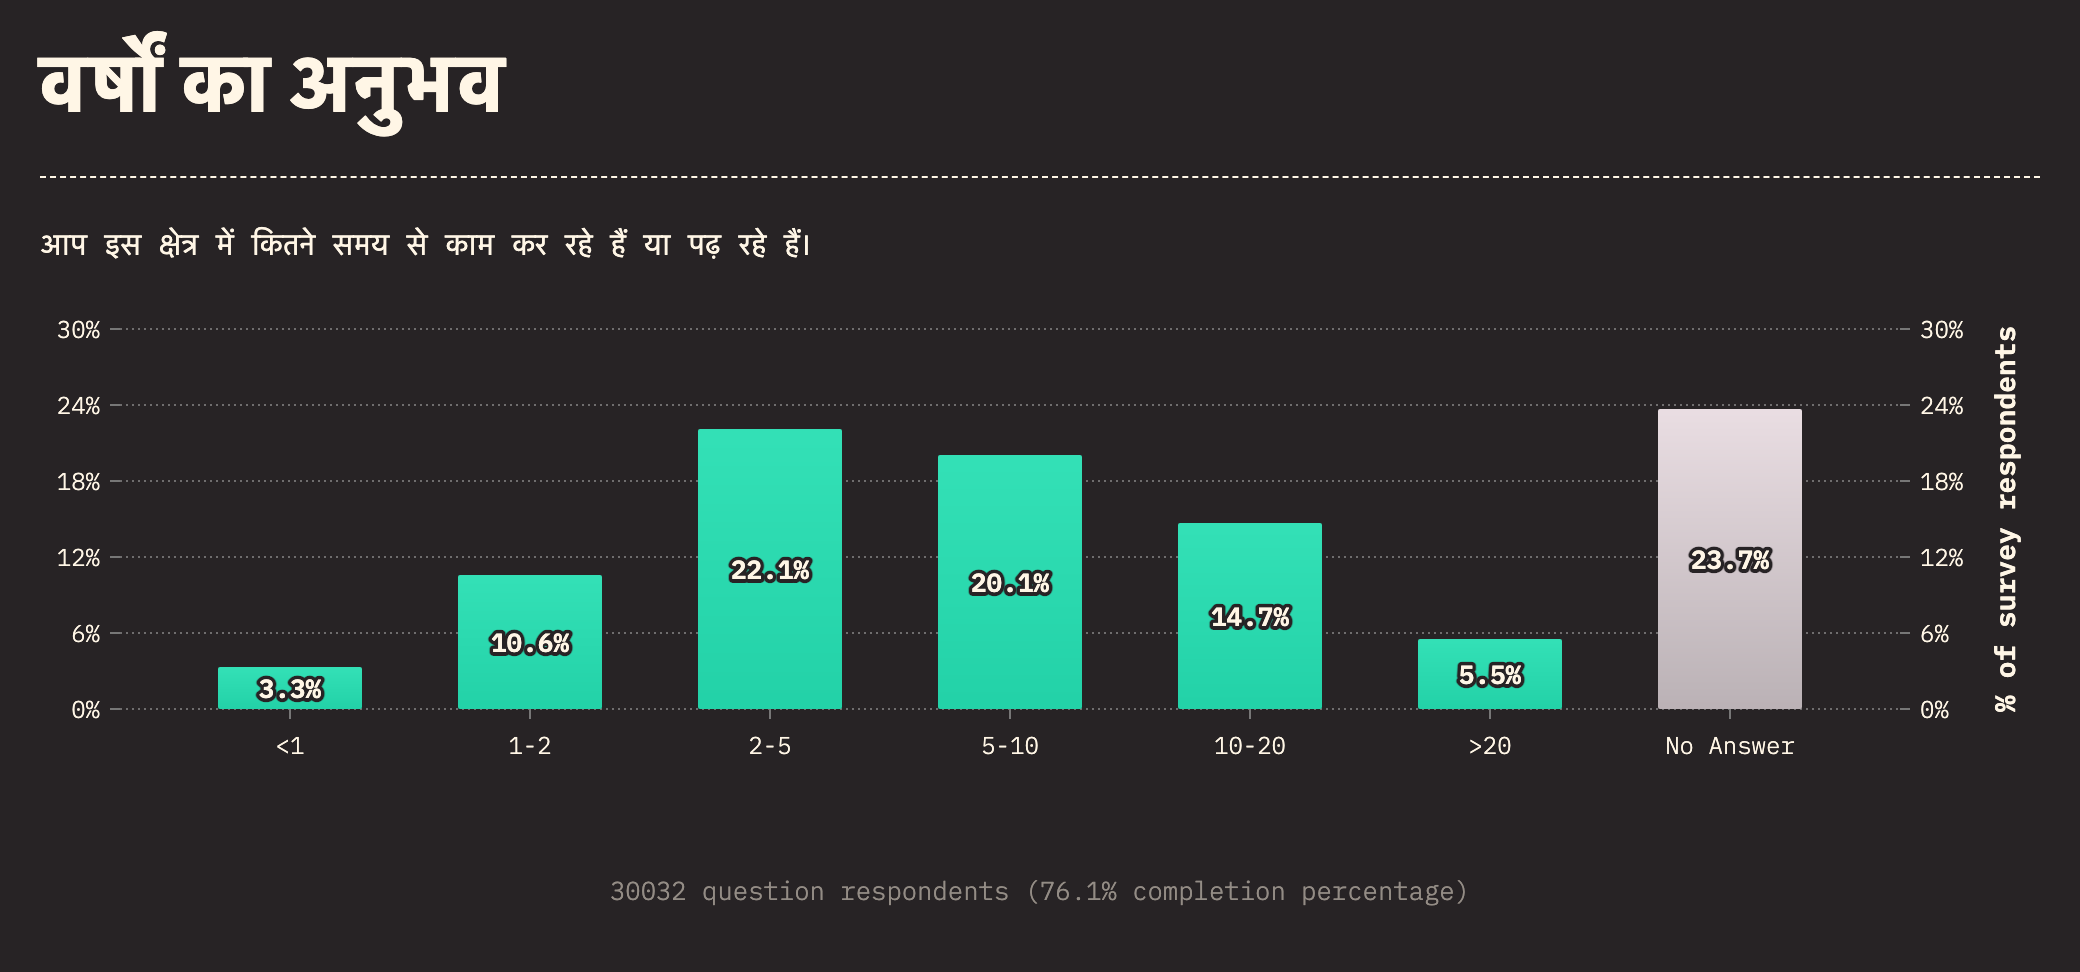 वर्षों का अनुभव
आप इस क्षेत्र में कितने समय से काम कर रहे हैं या पढ़ रहे हैं।
30% 30%
24% 24%
18% 18%
12% 12%
6% 6%
0% 0%
3.3% 10.6% 22.1% 20.1% 14.7% 5.5% 23.7%
<1 1-2 2-5 5-10 10-20 >20 No Answer
% of survey respondents
30032 question respondents (76.1% completion percentage)